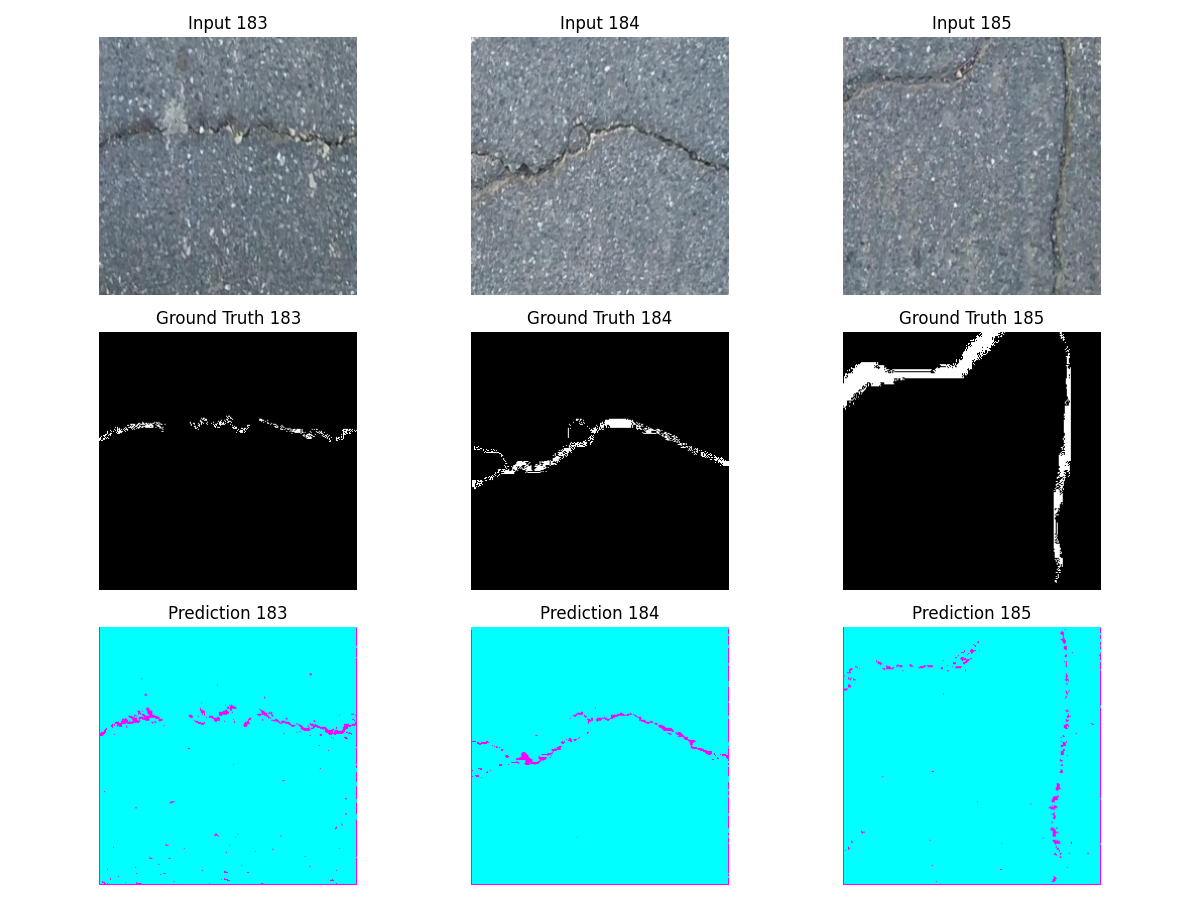 Input 183
Input 184
Input 185
Ground Truth 183
Ground Truth 184
Ground Truth 185
Prediction 183
Prediction 184
Prediction 185